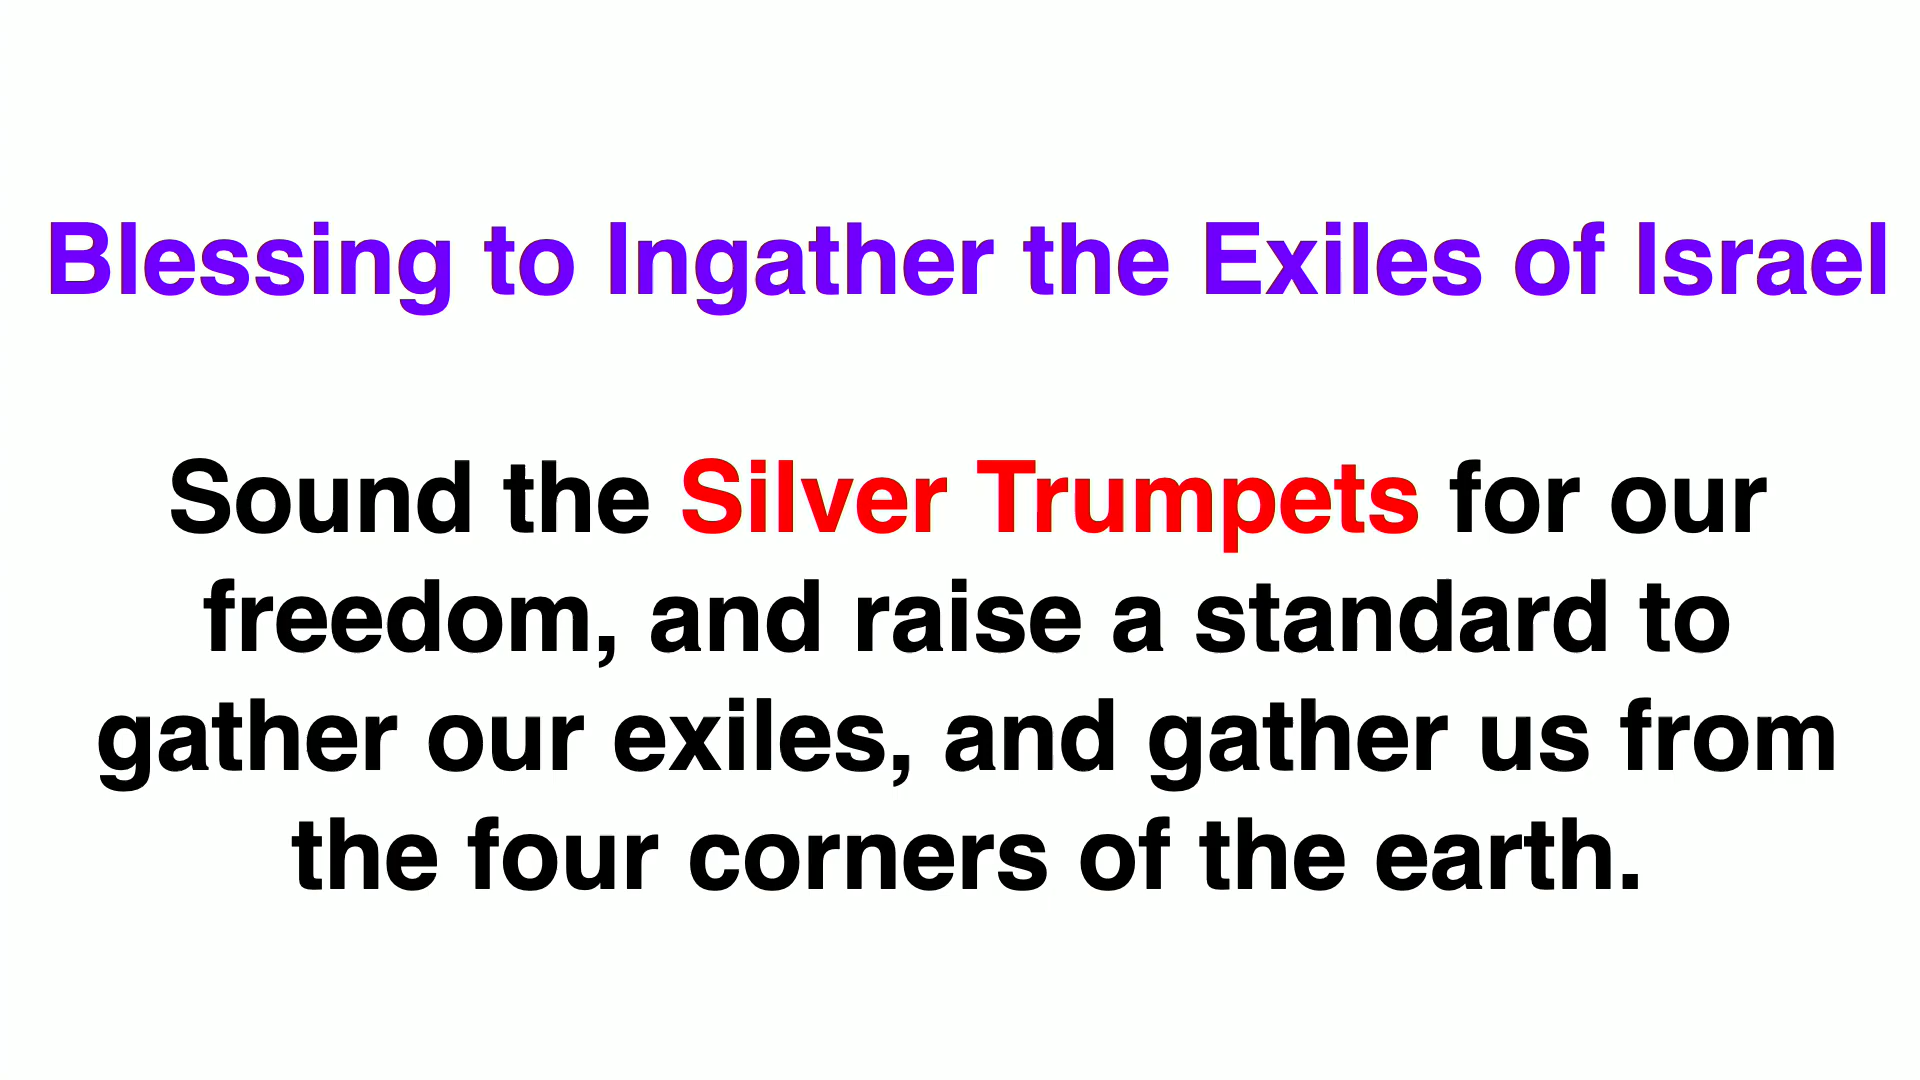 Blessing to Ingather the Exiles of Israel
Sound the Silver Trumpets for our
freedom, and raise a standard to
gather our exiles, and gather us from
the four corners of the earth.